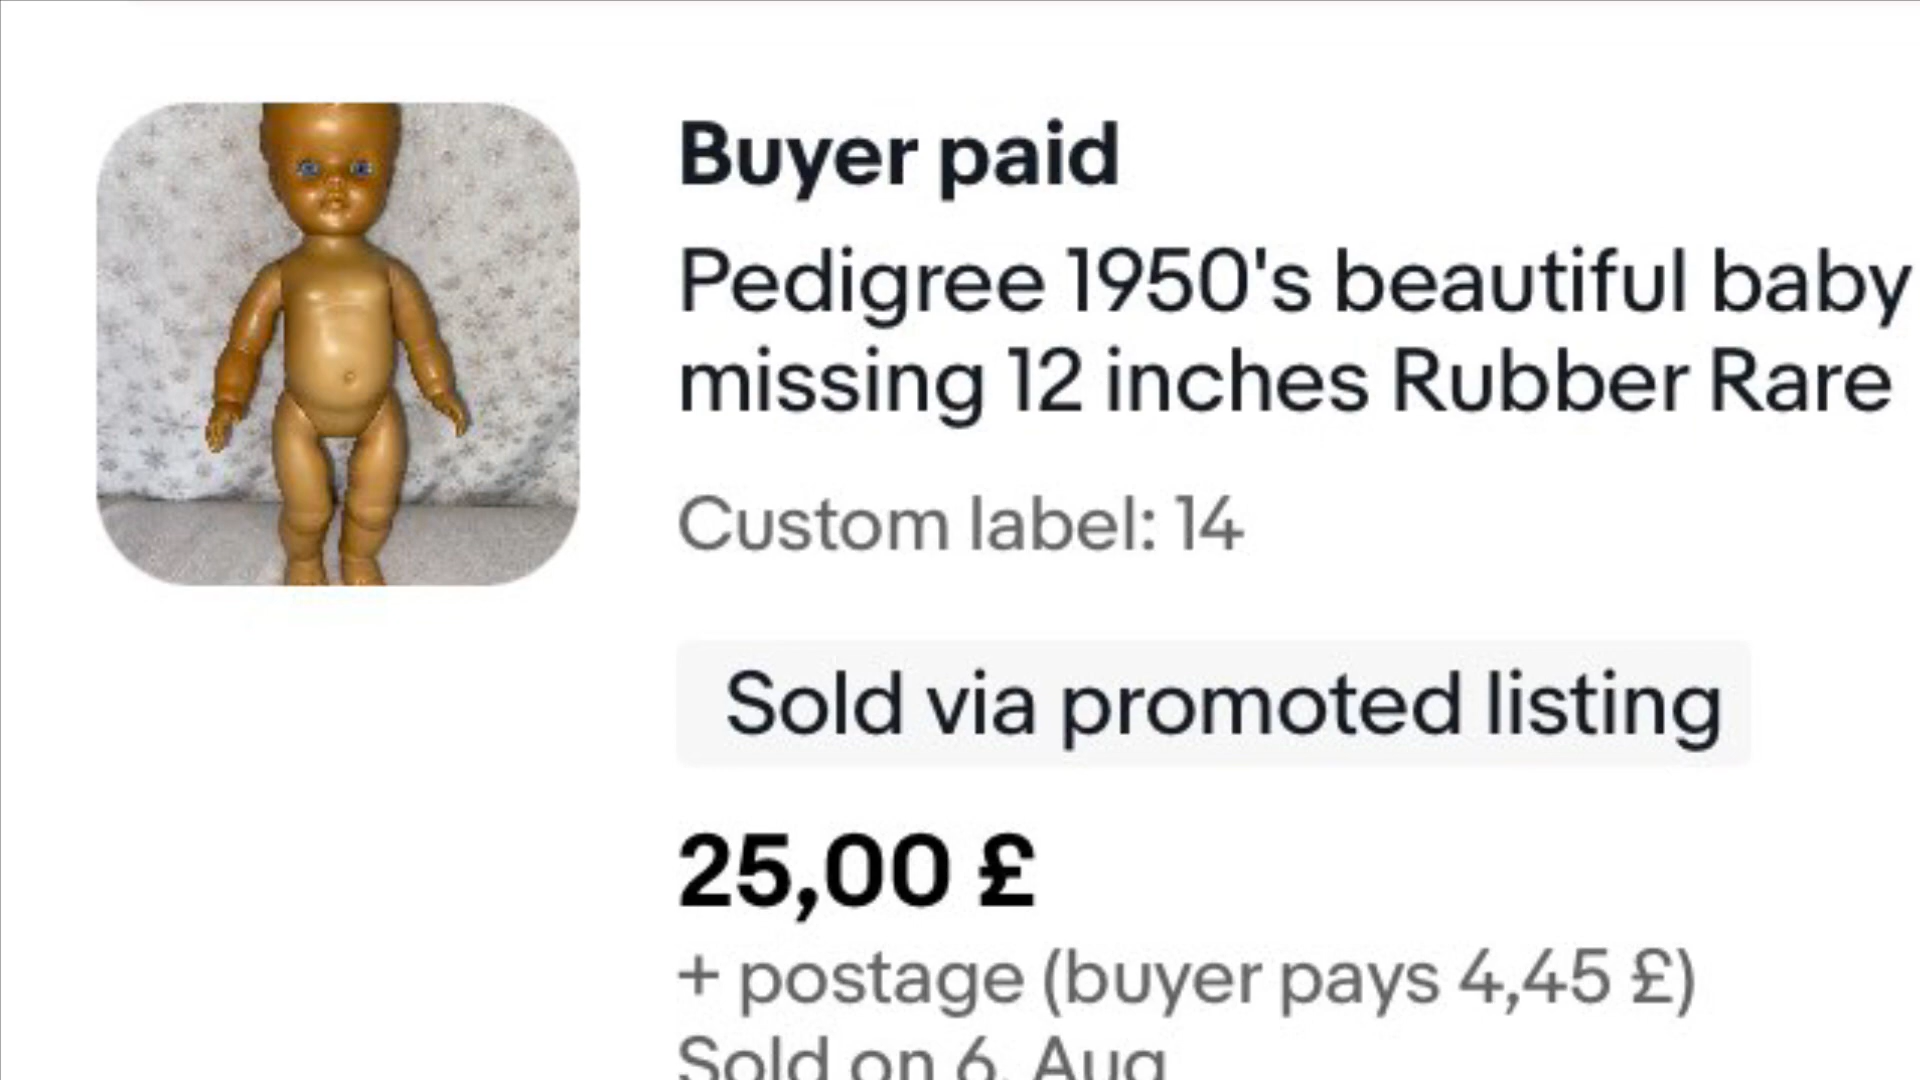 Buyer paid
Pedigree 1950's beautiful baby
missing 12 inches Rubber Rare
Custom label: 14
Sold via promoted listing
25,00 £
+ postage (buyer pays 4,45 £)
Sold on 6. Aug